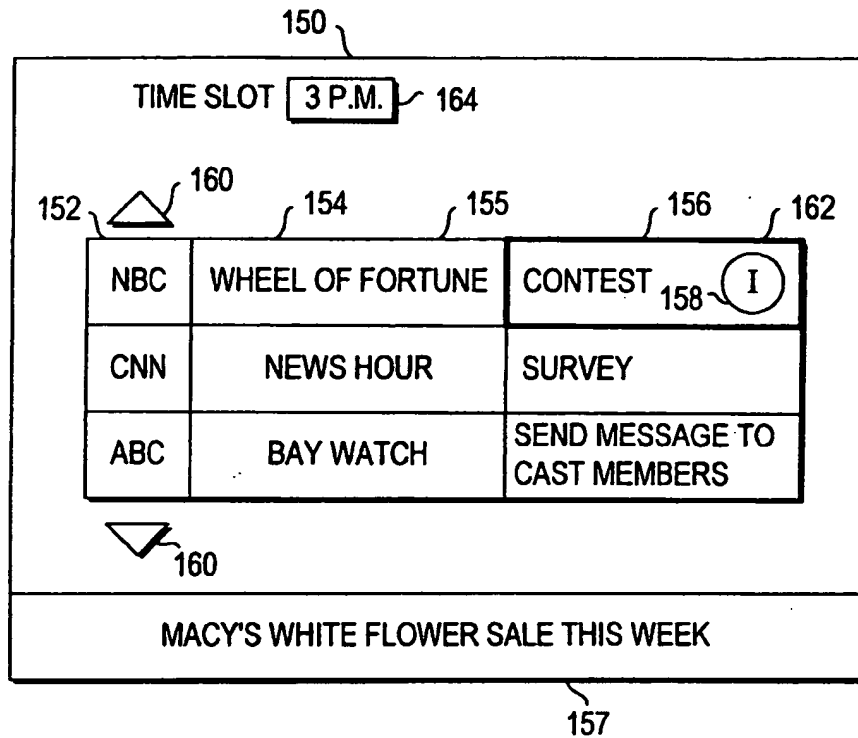 150
TIME SLOT 3 P.M. 164
160
152 154 155 156 162
NBC WHEEL OF FORTUNE CONTEST 158 I
CNN NEWS HOUR SURVEY
ABC BAY WATCH SEND MESSAGE TO
CAST MEMBERS
160
MACY'S WHITE FLOWER SALE THIS WEEK
157